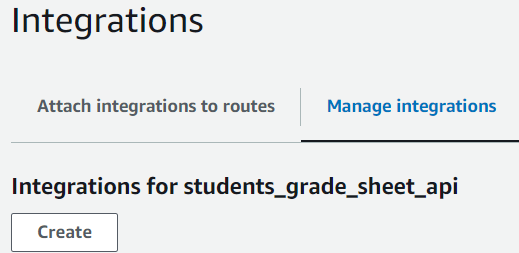 Integrations
Attach integrations to routes Manage integrations
Integrations for students_grade_sheet_api
Create